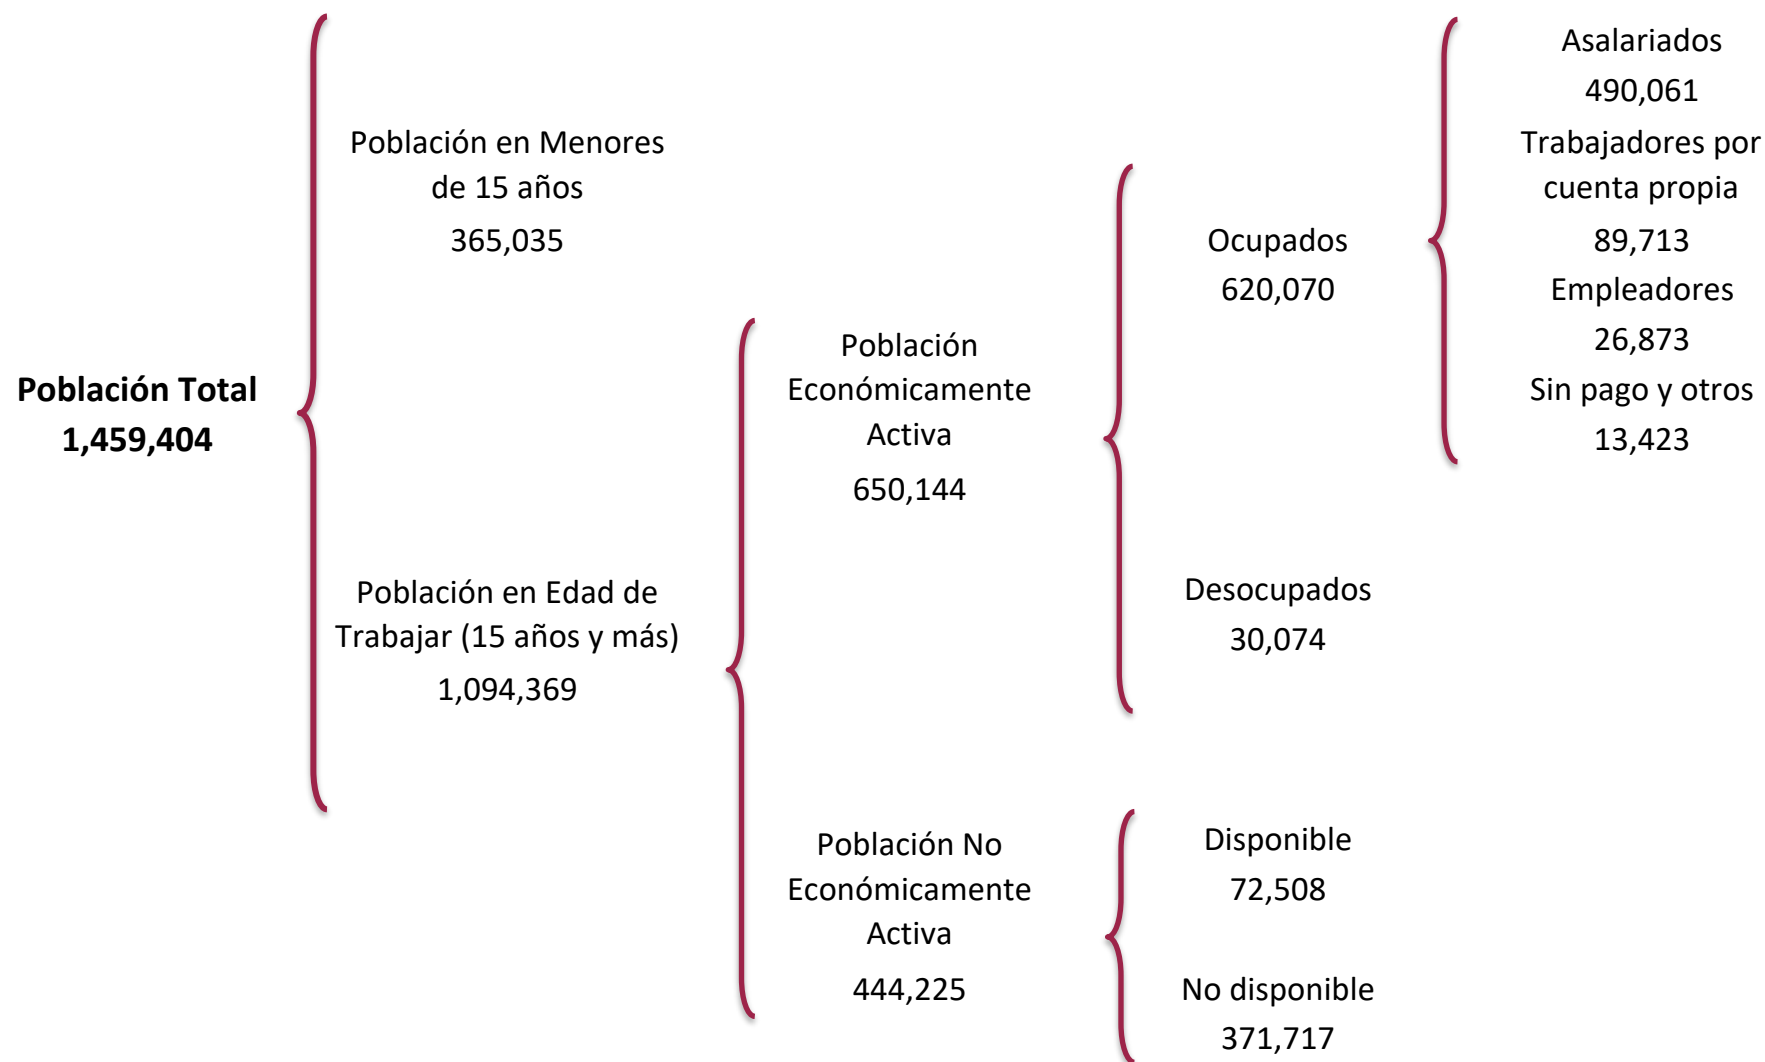 Población Total
1,459,404
Población en Menores
de 15 años
365,035
Población en Edad de
Trabajar (15 años y más)
1,094,369
Población
Económicamente
Activa
650,144
Población No
Económicamente
Activa
444,225
Ocupados
620,070
Desocupados
30,074
Disponible
72,508
No disponible
371,717
Asalariados
490,061
Trabajadores por
cuenta propia
89,713
Empleadores
26,873
Sin pago y otros
13,423